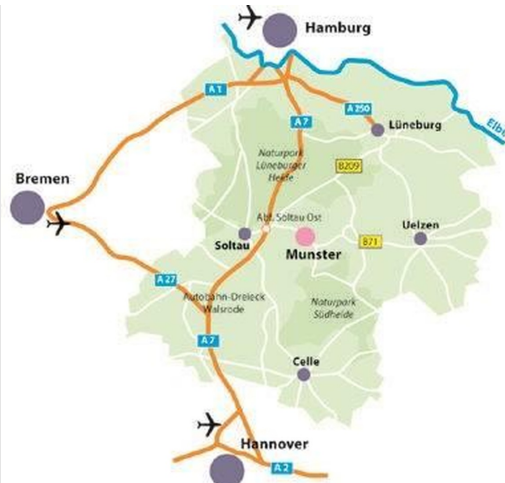 Hamburg
A 1
A 250
A 7
Lüneburg
Elbe
Naturpark
Lüneburger
Heide
B209
Bremen
Abf. Soltau Ost
Uelzen
Soltau
B71
Munster
A 27
Autobahn-Dreieck
Walsrode
Naturpark
Südheide
A 7
Celle
Hannover
A 2